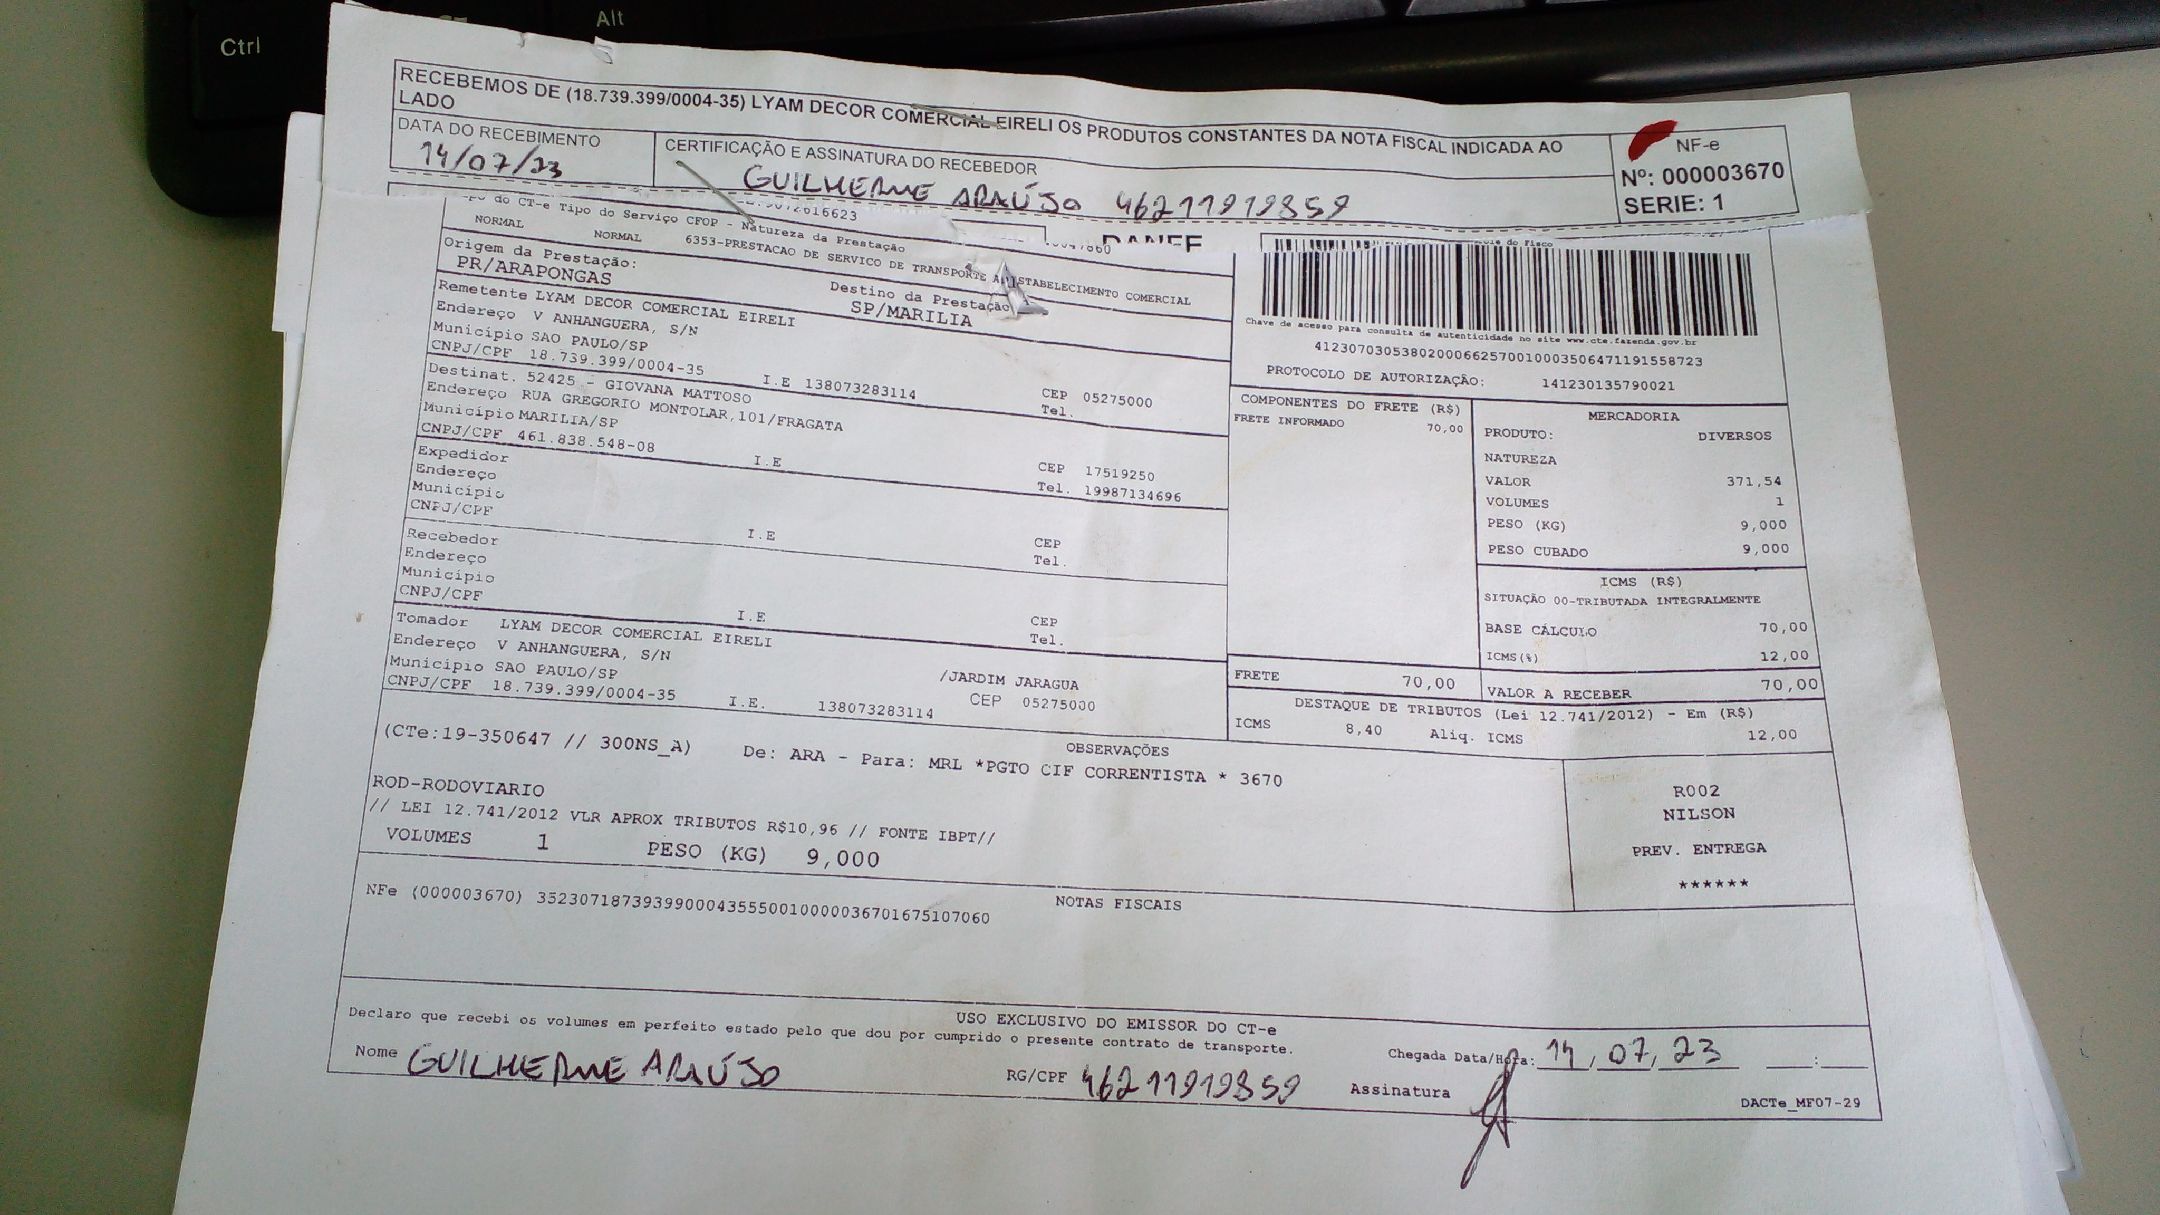 Ctrl
Alt
RECEBEMOS DE (18.739.399/0004-35) LYAM DECOR COMERCIAL EIRELI OS PRODUTOS CONSTANTES DA NOTA FISCAL INDICADA AO
LADO
DATA DO RECEBIMENTO
14/07/23
CERTIFICAÇÃO E ASSINATURA DO RECEBEDOR
GUILHERME ARAÚJO 46211919859
NF-e
Nº: 000003670
SERIE: 1
do CT-e Tipo do Serviço CFOP - Natureza da Prestação
NORMAL NORMAL 6353-PRESTACAO DE SERVICO DE TRANSPORTE A ESTABELECIMENTO COMERCIAL
Origem da Prestação:
PR/ARAPONGAS
Destino da Prestação
SP/MARILIA
Remetente LYAM DECOR COMERCIAL EIRELI
Endereço V ANHANGUERA, S/N
Município SAO PAULO/SP
CNPJ/CPF 18.739.399/0004-35 I.E 138073283114 CEP 05275000
Tel.
Destinat. 52425 - GIOVANA MATTOSO
Endereço RUA GREGORIO MONTOLAR,101/FRAGATA
Município MARILIA/SP CEP 17519250
CNPJ/CPF 461.838.548-08 I.E Tel. 19987134696
Expedidor
Endereço
Município CEP
CNPJ/CPF I.E Tel.
Recebedor
Endereço
Município CEP
CNPJ/CPF I.E Tel.
Tomador LYAM DECOR COMERCIAL EIRELI
Endereço V ANHANGUERA, S/N
Município SAO PAULO/SP /JARDIM JARAGUA
CNPJ/CPF 18.739.399/0004-35 I.E. 138073283114 CEP 05275000
Chave de acesso para consulta de autenticidade no site www.cte.fazenda.gov.br
41230703053802000662570010003506471191558723
PROTOCOLO DE AUTORIZAÇÃO: 141230135790021
COMPONENTES DO FRETE (R$)
FRETE INFORMADO 70,00
MERCADORIA
PRODUTO: DIVERSOS
NATUREZA
VALOR 371,54
VOLUMES 1
PESO (KG) 9,000
PESO CUBADO 9,000
ICMS (R$)
SITUAÇÃO 00-TRIBUTADA INTEGRALMENTE
BASE CÁLCULO 70,00
ICMS(%) 12,00
FRETE 70,00
VALOR A RECEBER 70,00
DESTAQUE DE TRIBUTOS (Lei 12.741/2012) - Em (R$)
ICMS 8,40 Aliq. ICMS 12,00
OBSERVAÇÕES
(CTe:19-350647 // 300NS_A) De: ARA - Para: MRL *PGTO CIF CORRENTISTA * 3670
ROD-RODOVIARIO
// LEI 12.741/2012 VLR APROX TRIBUTOS R$10,96 // FONTE IBPT//
VOLUMES 1 PESO (KG) 9,000
R002
NILSON
PREV. ENTREGA
******
NOTAS FISCAIS
NFe (000003670) 35230718739399000435550010000036701675107060
USO EXCLUSIVO DO EMISSOR DO CT-e
Declaro que recebi os volumes em perfeito estado pelo que dou por cumprido o presente contrato de transporte.
Chegada Data/Hora: 14/07/23 :
Nome GUILHERME ARAÚJO RG/CPF 46211919859 Assinatura
DACTe_MF07-29